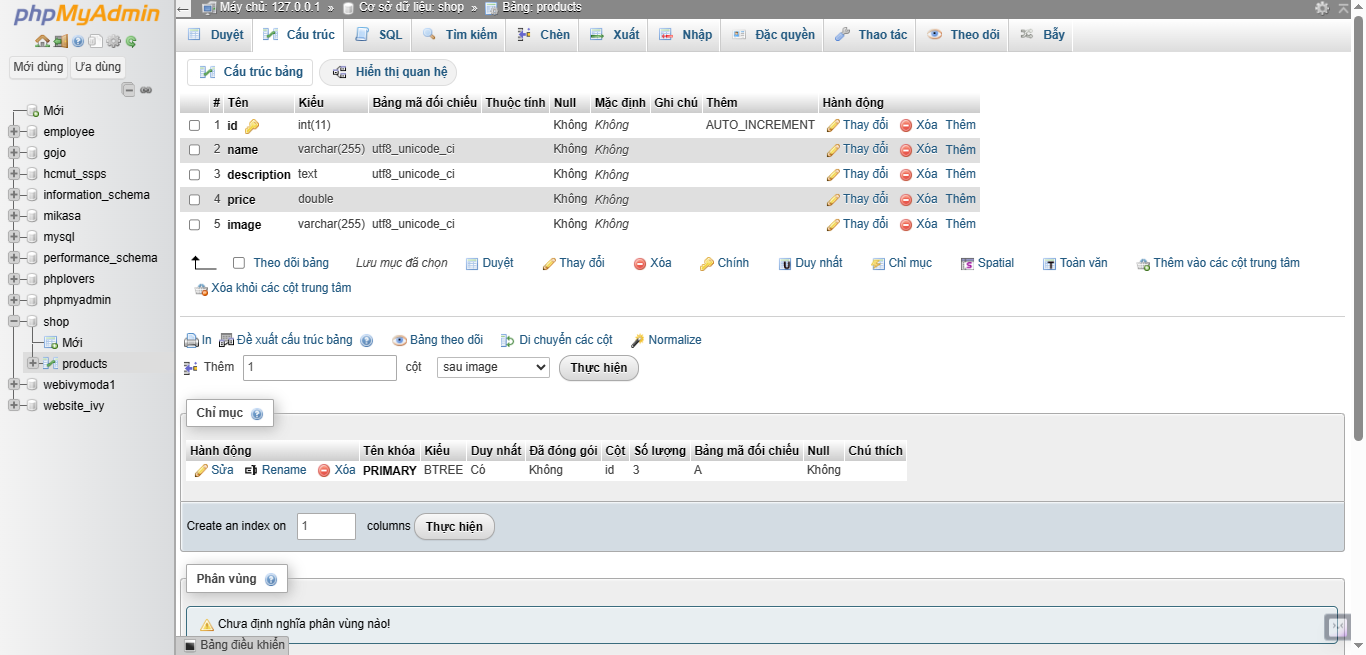 phpMyAdmin
Mới dùng Ưa dùng
Mới
employee
gojo
hcmut_ssps
information_schema
mikasa
mysql
performance_schema
phplovers
phpmyadmin
shop
Mới
products
webivymoda1
website_ivy
Máy chủ: 127.0.0.1 » Cơ sở dữ liệu: shop » Bảng: products
Duyệt Cấu trúc SQL Tìm kiếm Chèn Xuất Nhập Đặc quyền Thao tác Theo dõi Bẫy
Cấu trúc bảng Hiển thị quan hệ
# Tên Kiểu Bảng mã đối chiếu Thuộc tính Null Mặc định Ghi chú Thêm Hành động
1 id int(11) Không Không AUTO_INCREMENT Thay đổi Xóa Thêm
2 name varchar(255) utf8_unicode_ci Không Không Thay đổi Xóa Thêm
3 description text utf8_unicode_ci Không Không Thay đổi Xóa Thêm
4 price double Không Không Thay đổi Xóa Thêm
5 image varchar(255) utf8_unicode_ci Không Không Thay đổi Xóa Thêm
Theo dõi bảng Lưu mục đã chọn Duyệt Thay đổi Xóa Chính Duy nhất Chỉ mục Spatial Toàn văn Thêm vào các cột trung tâm
Xóa khỏi các cột trung tâm
In Đề xuất cấu trúc bảng Bảng theo dõi Di chuyển các cột Normalize
Thêm 1 cột sau image Thực hiện
Chỉ mục
Hành động Tên khóa Kiểu Duy nhất Đã đóng gói Cột Số lượng Bảng mã đối chiếu Null Chú thích
Sửa Rename Xóa PRIMARY BTREE Có Không id 3 A Không
Create an index on 1 columns Thực hiện
Phân vùng
Chưa định nghĩa phân vùng nào!
Bảng điều khiển